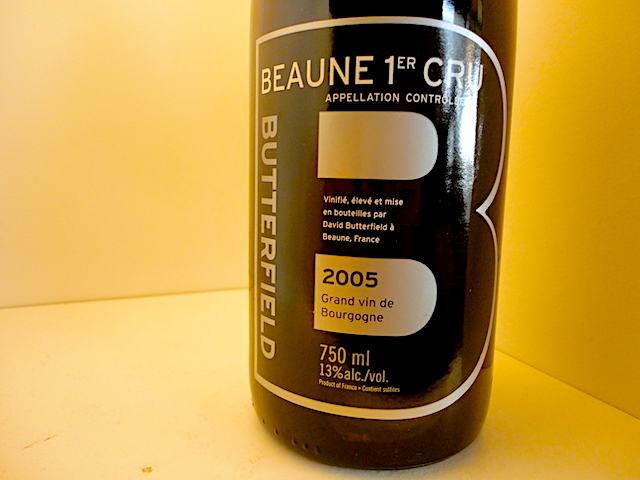 BEAUNE 1ER CRU
APPELLATION CONTRÔLÉE
BUTTERFIELD
Vinifié, élevé et mise
en bouteilles par
David Butterfield à
Beaune, France
2005
Grand vin de
Bourgogne
750 ml
13%alc./vol.
Product of France • Contient sulfites